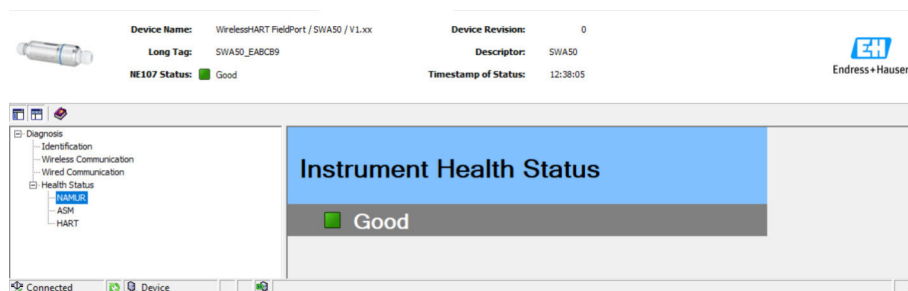 Device Name: WirelessHART FieldPort / SWA50 / V1.xx Device Revision: 0
Long Tag: SWA50_EABCB9 Descriptor: SWA50
NE107 Status: Good Timestamp of Status: 12:38:05
EH
Endress+Hauser
Diagnosis
Identification
Wireless Communication
Wired Communication
Health Status
NAMUR
ASM
HART
Instrument Health Status
Good
Connected Device